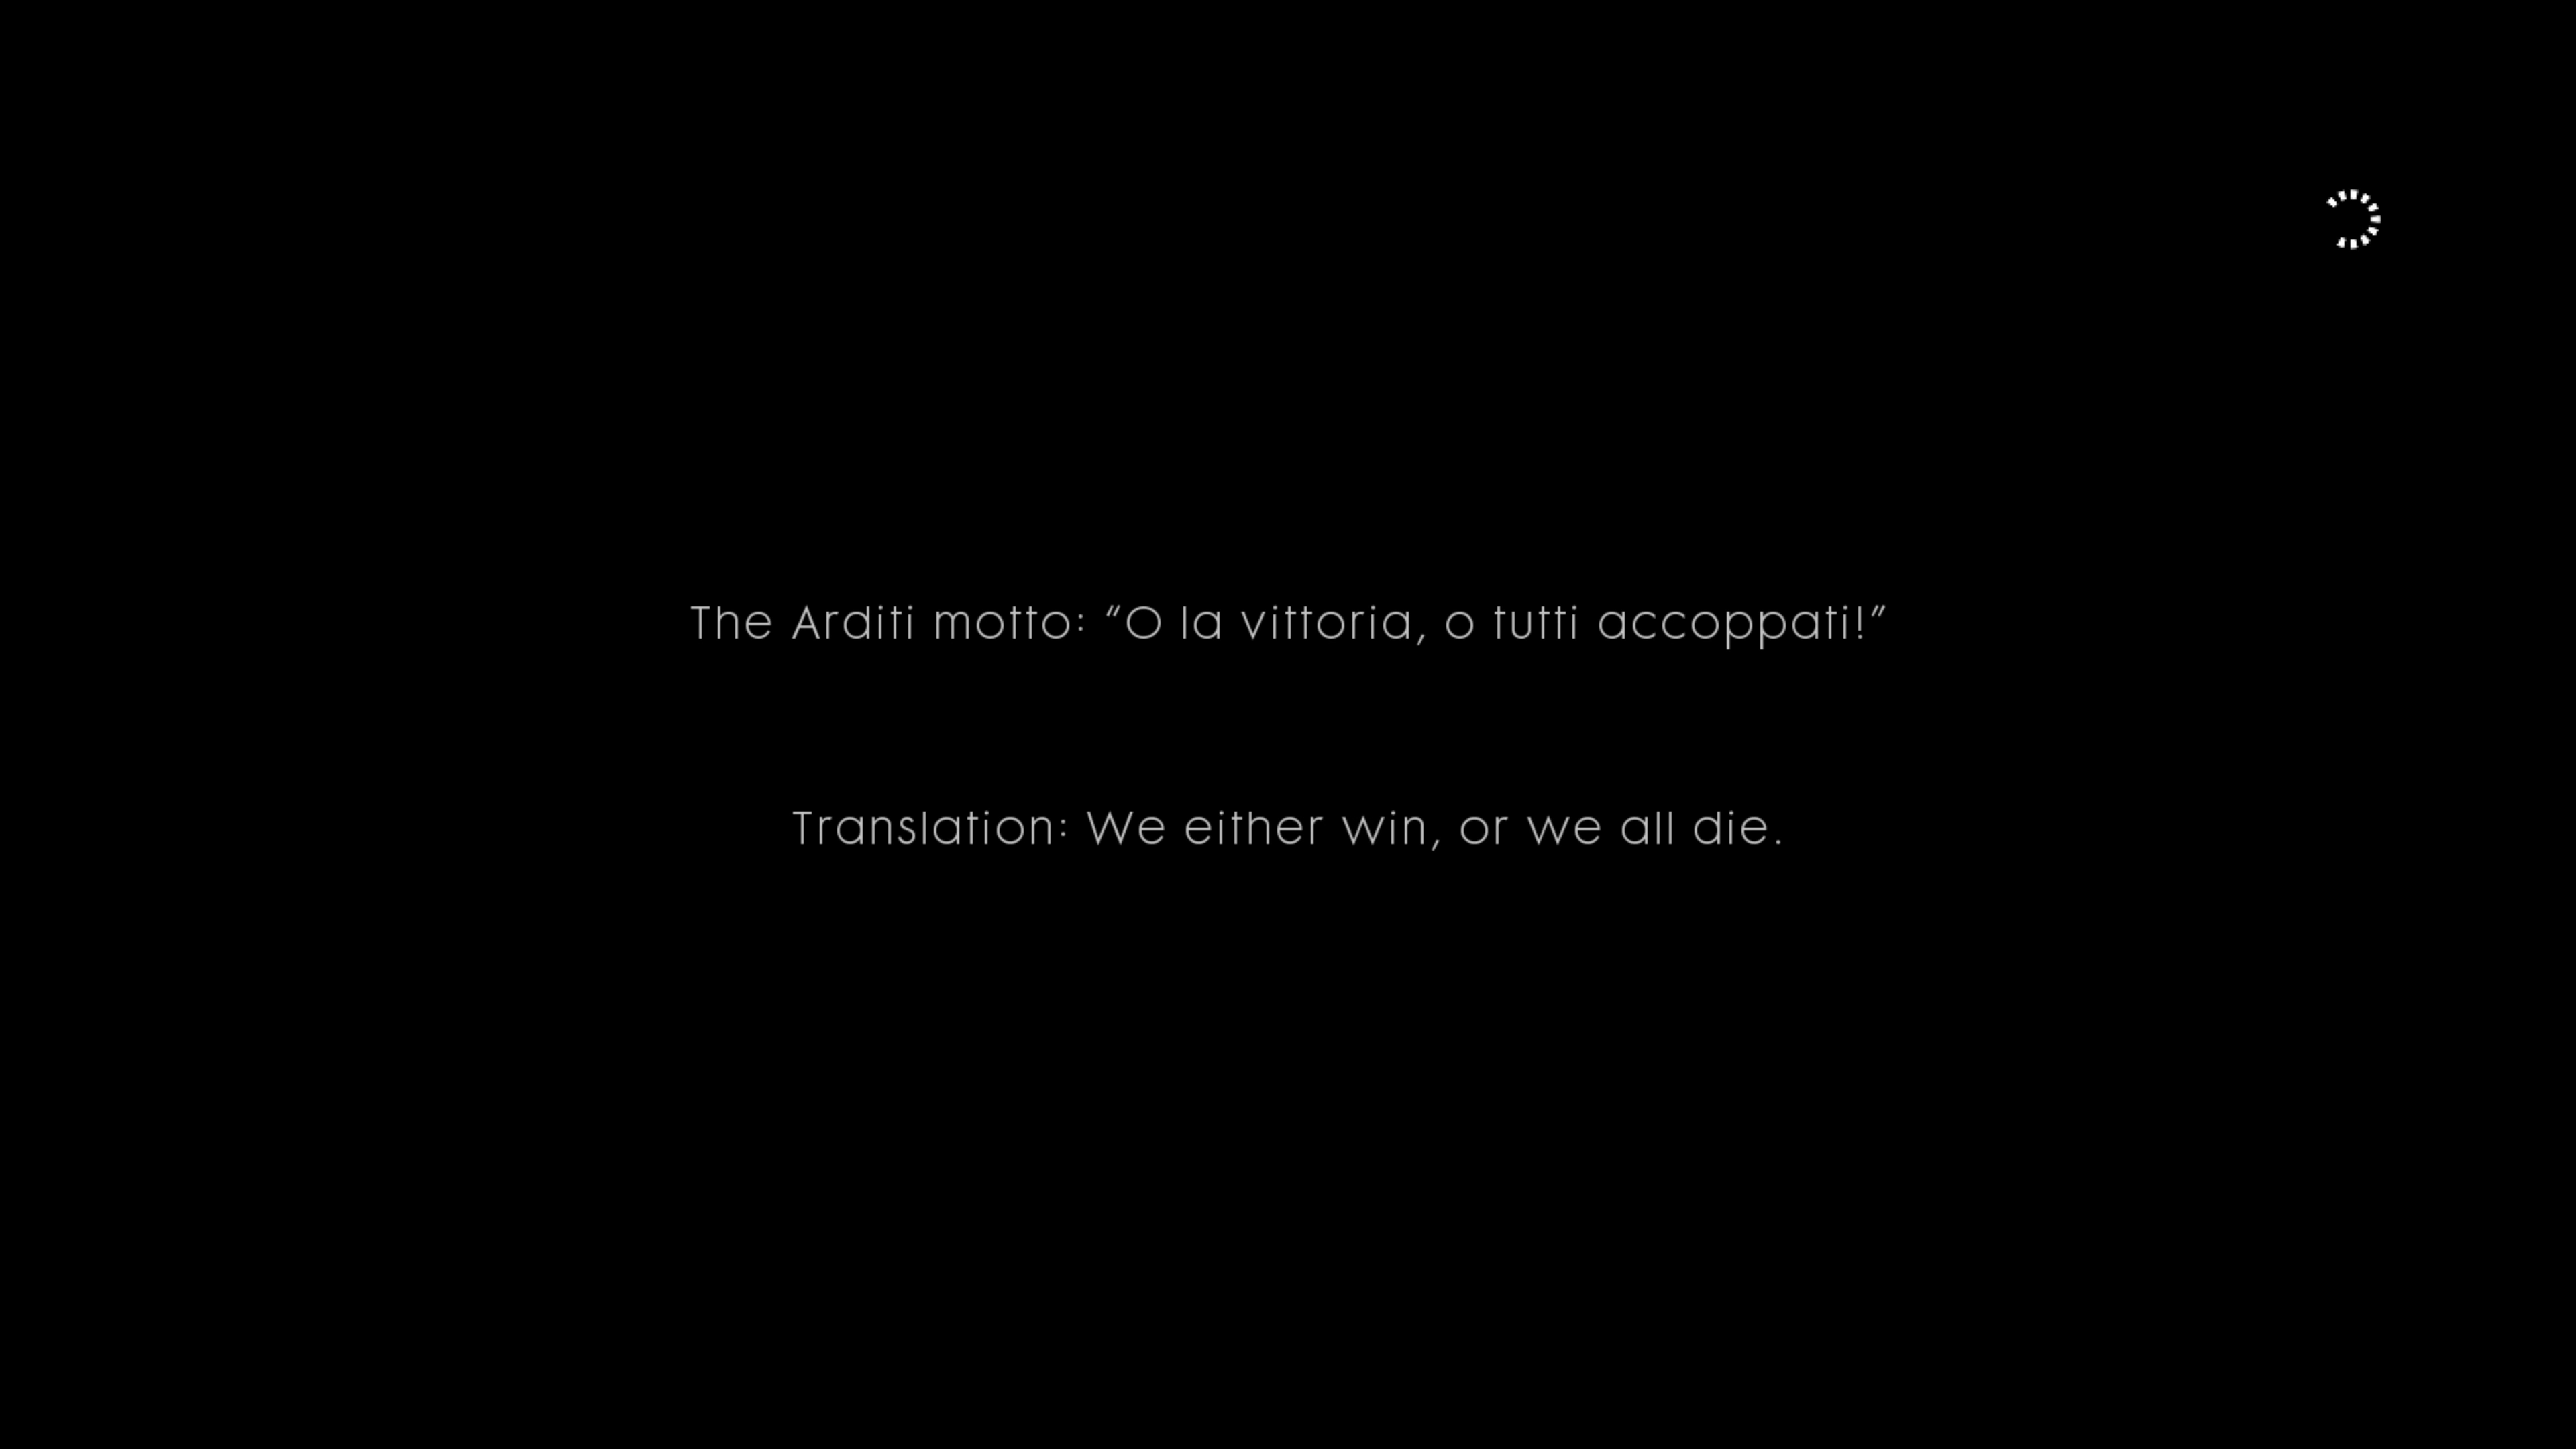 The Arditi motto: “O la vittoria, o tutti accoppati!”
Translation: We either win, or we all die.